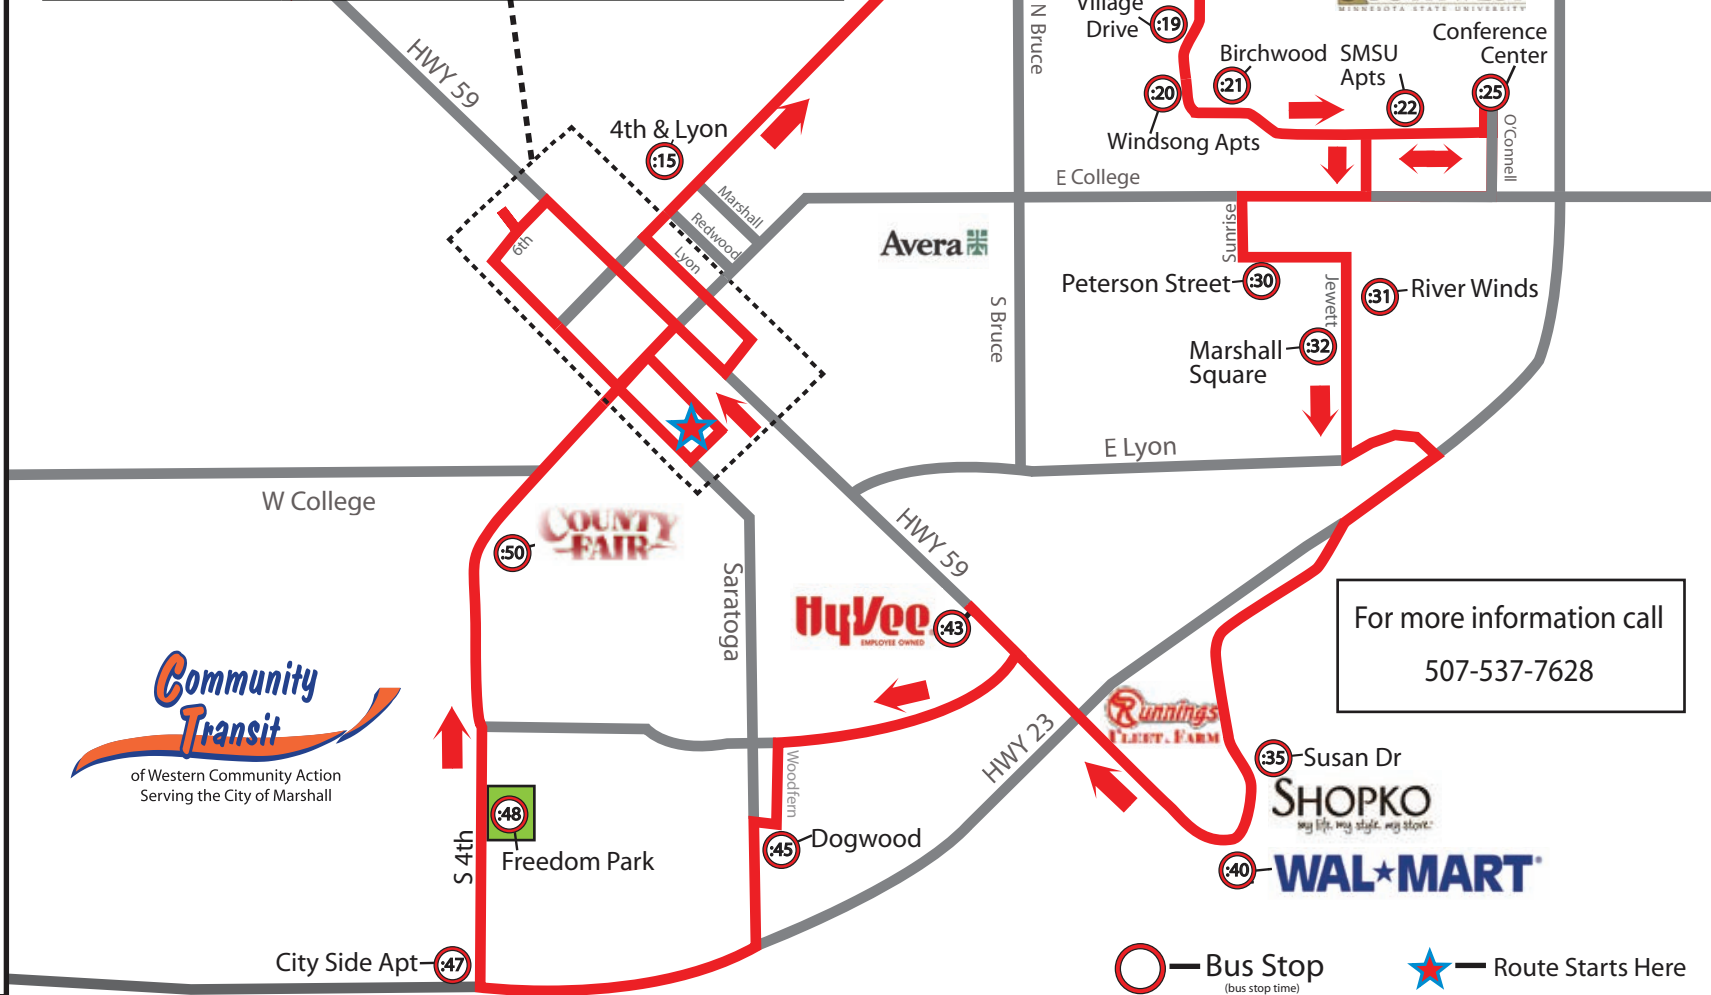 Village
Drive
:19
N Bruce
MINNESOTA STATE UNIVERSITY
Conference
Center
:25
Birchwood
:21
SMSU
Apts
:22
:20
Windsong Apts
O'Connell
HWY 59
4th & Lyon
:15
E College
Marshall
Redwood
Lyon
6th
Avera
Sunrise
Peterson Street
:30
Jewett
:31
River Winds
S Bruce
Marshall
Square
:32
E Lyon
W College
COUNTY
FAIR
:50
HWY 59
Saratoga
HyVee
EMPLOYEE OWNED
:43
For more information call
507-537-7628
Community
Transit
of Western Community Action
Serving the City of Marshall
RUNNINGS
FLEET & FARM
HWY 23
:35
Susan Dr
SHOPKO
my life. my style. my store.
Woodfern
:48
Freedom Park
S 4th
:45
Dogwood
:40
WAL★MART
City Side Apt
:47
Bus Stop
(bus stop time)
Route Starts Here